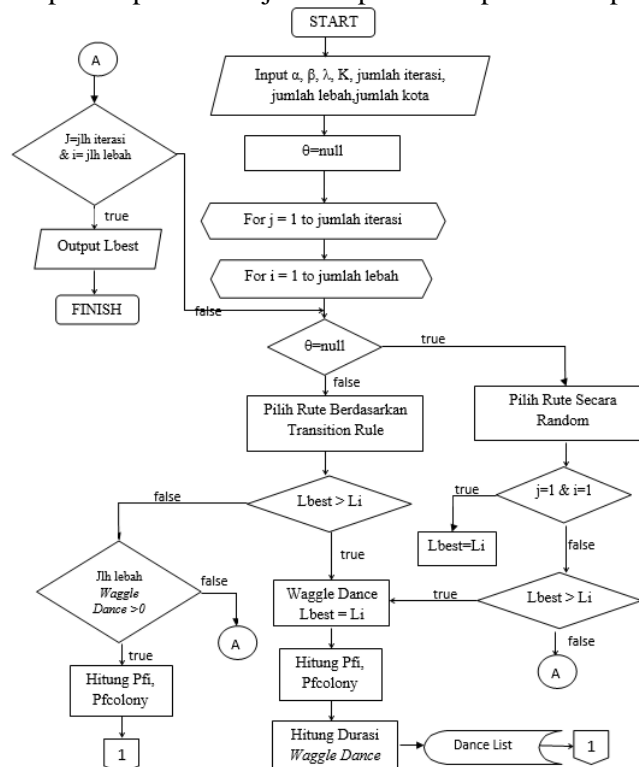 START
Input α, β, λ, K, jumlah iterasi,
jumlah lebah,jumlah kota
θ=null
For j = 1 to jumlah iterasi
For i = 1 to jumlah lebah
A
J=jlh iterasi
& i= jlh lebah
true
Output Lbest
FINISH
false
θ=null
true
false
Pilih Rute Berdasarkan
Transition Rule
Pilih Rute Secara
Random
Lbest > Li
false
true
j=1 & i=1
true
Lbest=Li
false
Jlh lebah
Waggle
Dance >0
false
A
true
Waggle Dance
Lbest = Li
true
Lbest > Li
false
A
Hitung Pfi,
Pfcolony
1
Hitung Pfi,
Pfcolony
Hitung Durasi
Waggle Dance
Dance List
1